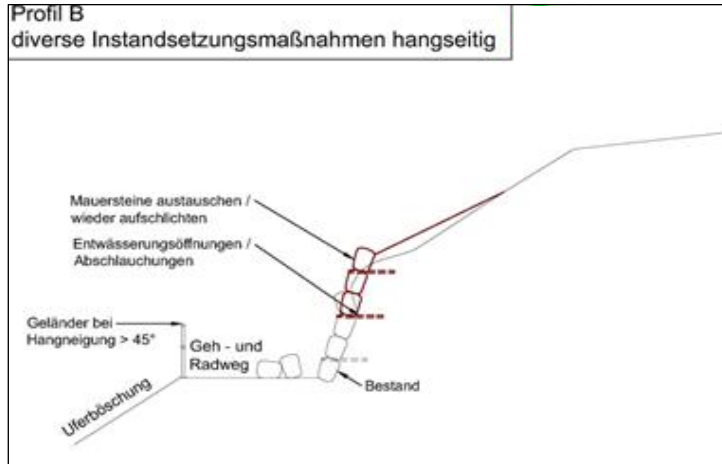 Profil B
diverse Instandsetzungsmaßnahmen hangseitig
Mauersteine austauschen /
wieder aufschlichten
Entwässerungsöffnungen /
Abschlauchungen
Geländer bei
Hangneigung > 45°
Geh - und
Radweg
Bestand
Uferböschung